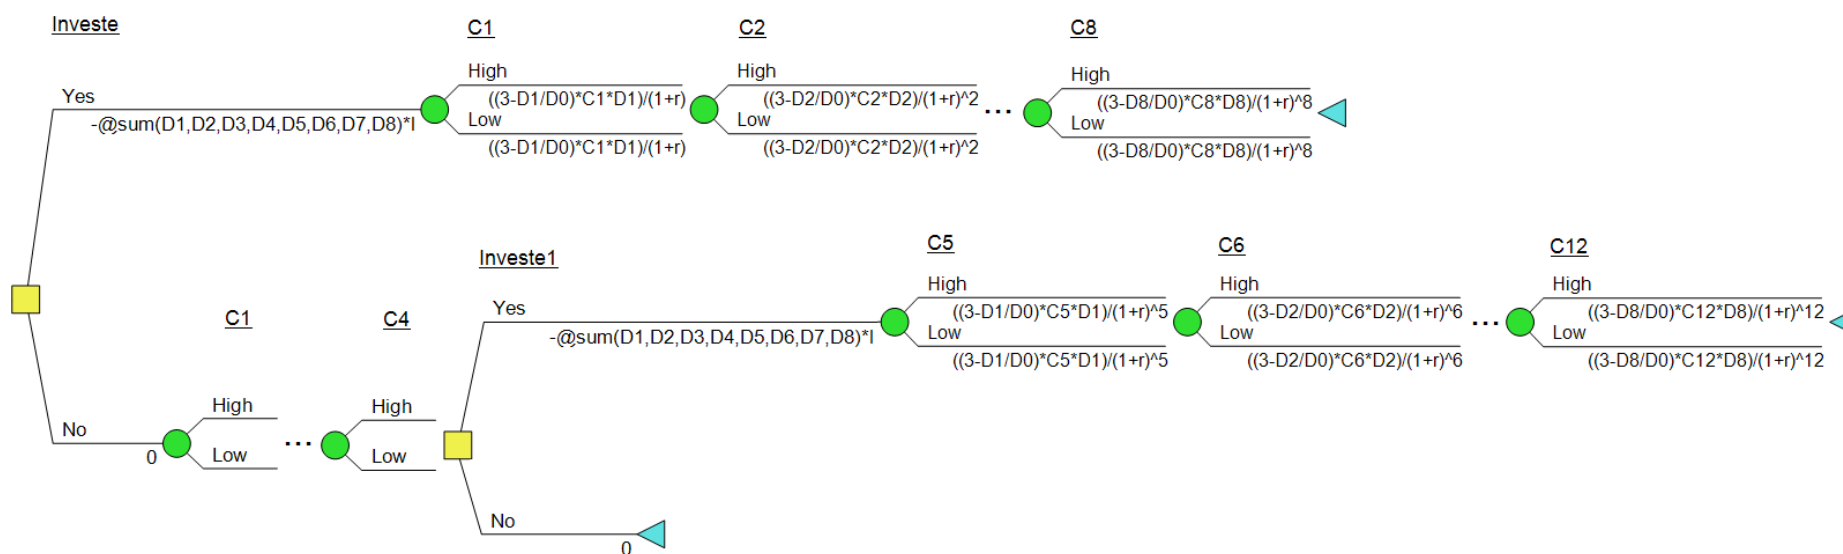 Investe
C1
C2
C8
High
High
High
Yes
((3-D1/D0)*C1*D1)/(1+r)
((3-D2/D0)*C2*D2)/(1+r)^2
...
((3-D8/D0)*C8*D8)/(1+r)^8
-@sum(D1,D2,D3,D4,D5,D6,D7,D8)*I
Low
Low
Low
((3-D1/D0)*C1*D1)/(1+r)
((3-D2/D0)*C2*D2)/(1+r)^2
((3-D8/D0)*C8*D8)/(1+r)^8
Investe1
C5
C6
C12
High
High
High
Yes
((3-D1/D0)*C5*D1)/(1+r)^5
((3-D2/D0)*C6*D2)/(1+r)^6
...
((3-D8/D0)*C12*D8)/(1+r)^12
-@sum(D1,D2,D3,D4,D5,D6,D7,D8)*I
Low
Low
Low
((3-D1/D0)*C5*D1)/(1+r)^5
((3-D2/D0)*C6*D2)/(1+r)^6
((3-D8/D0)*C12*D8)/(1+r)^12
C1
C4
High
High
No
0
Low
...
Low
No
0